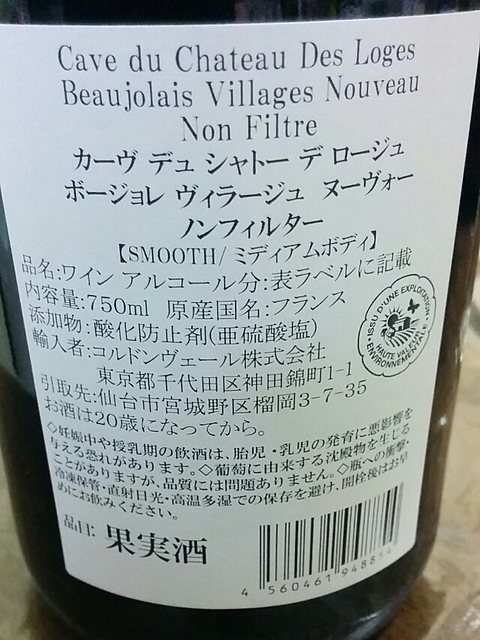 Cave du Chateau Des Loges
Beaujolais Villages Nouveau
Non Filtre
カーヴ デュ シャトー デ ロージュ
ボージョレ ヴィラージュ ヌーヴォー
ノンフィルター
【SMOOTH/ミディアムボディ】
品名:ワイン アルコール分:表ラベルに記載
内容量:750ml 原産国名:フランス
添加物:酸化防止剤(亜硫酸塩)
輸入者:コルドンヴェール株式会社
東京都千代田区神田錦町1-1
引取先:仙台市宮城野区榴岡3-7-35
お酒は20歳になってから。
◇妊娠中や授乳期の飲酒は、胎児・乳児の発育に悪影響を
与える恐れがあります。◇葡萄に由来する沈殿物を生じる
ことがありますが、品質には問題ありません。◇瓶への衝撃・
冷凍保管・直射日光・高温多湿での保存を避け、開栓後はお早
めにお飲みください。
ISSU D'UNE EXPLOITATION
HAUTE VALEUR
ENVIRONNEMENTALE
品目: 果実酒
4 560461 948854